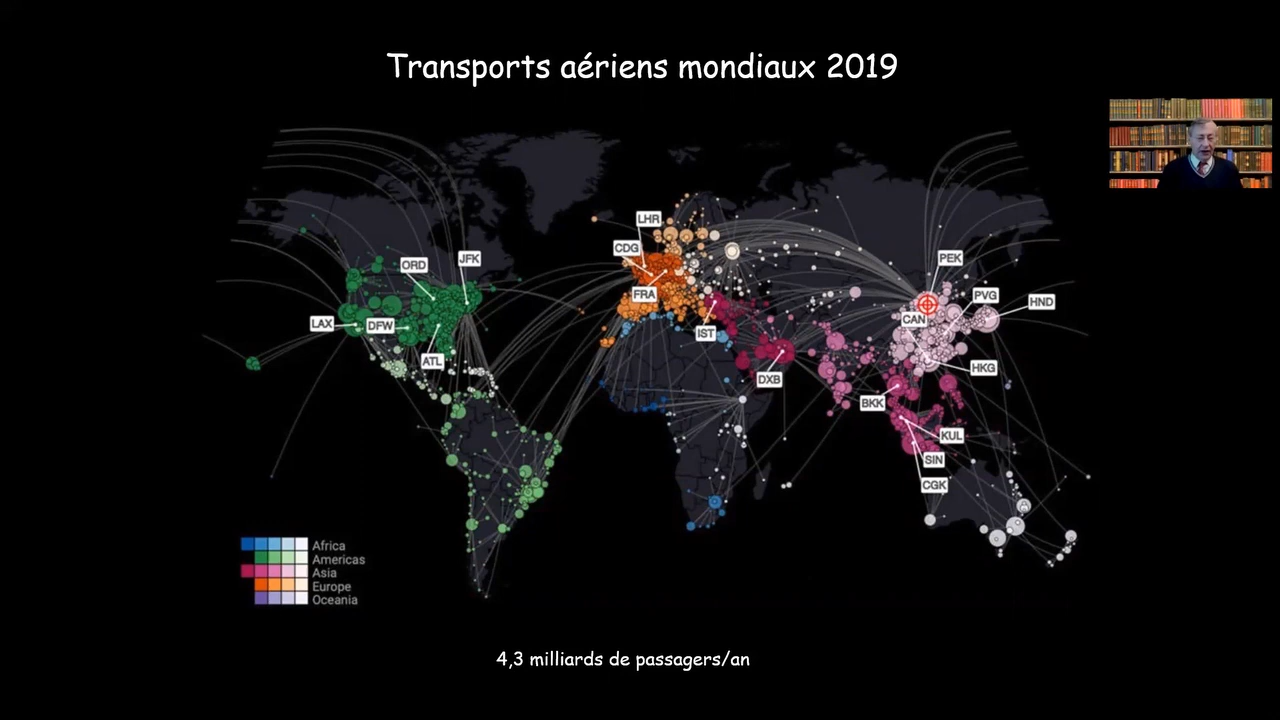 Transports aériens mondiaux 2019
LHR
CDG
ORD
JFK
PEK
FRA
PVG
HND
LAX
DFW
CAN
IST
ATL
HKG
DXB
BKK
KUL
SIN
CGK
Africa
Americas
Asia
Europe
Oceania
4,3 milliards de passagers/an